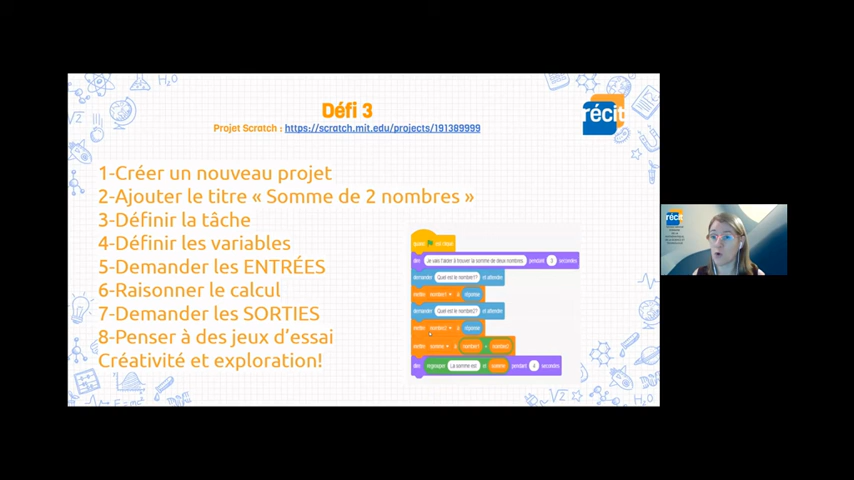 Défi 3
Projet Scratch : https://scratch.mit.edu/projects/191389999
récit
1-Créer un nouveau projet
2-Ajouter le titre « Somme de 2 nombres »
3-Définir la tâche
4-Définir les variables
5-Demander les ENTRÉES
6-Raisonner le calcul
7-Demander les SORTIES
8-Penser à des jeux d'essai
Créativité et exploration!
quand est cliqué
dire Je vais t'aider à trouver la somme de deux nombres. pendant 3 secondes
demander Quel est le nombre1? et attendre
mettre nombre1 à réponse
demander Quel est le nombre2? et attendre
mettre nombre2 à réponse
mettre somme à nombre1 + nombre2
dire regrouper La somme est somme pendant 4 secondes
récit
H₂O
√2
H₂O
√2